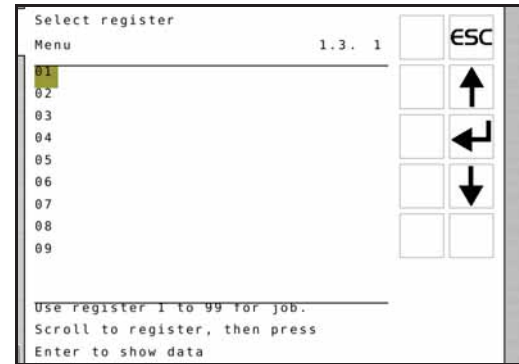 Select register
Menu 1.3. 1
ESC
01
02
03
04
05
06
07
08
09
Use register 1 to 99 for job.
Scroll to register, then press
Enter to show data